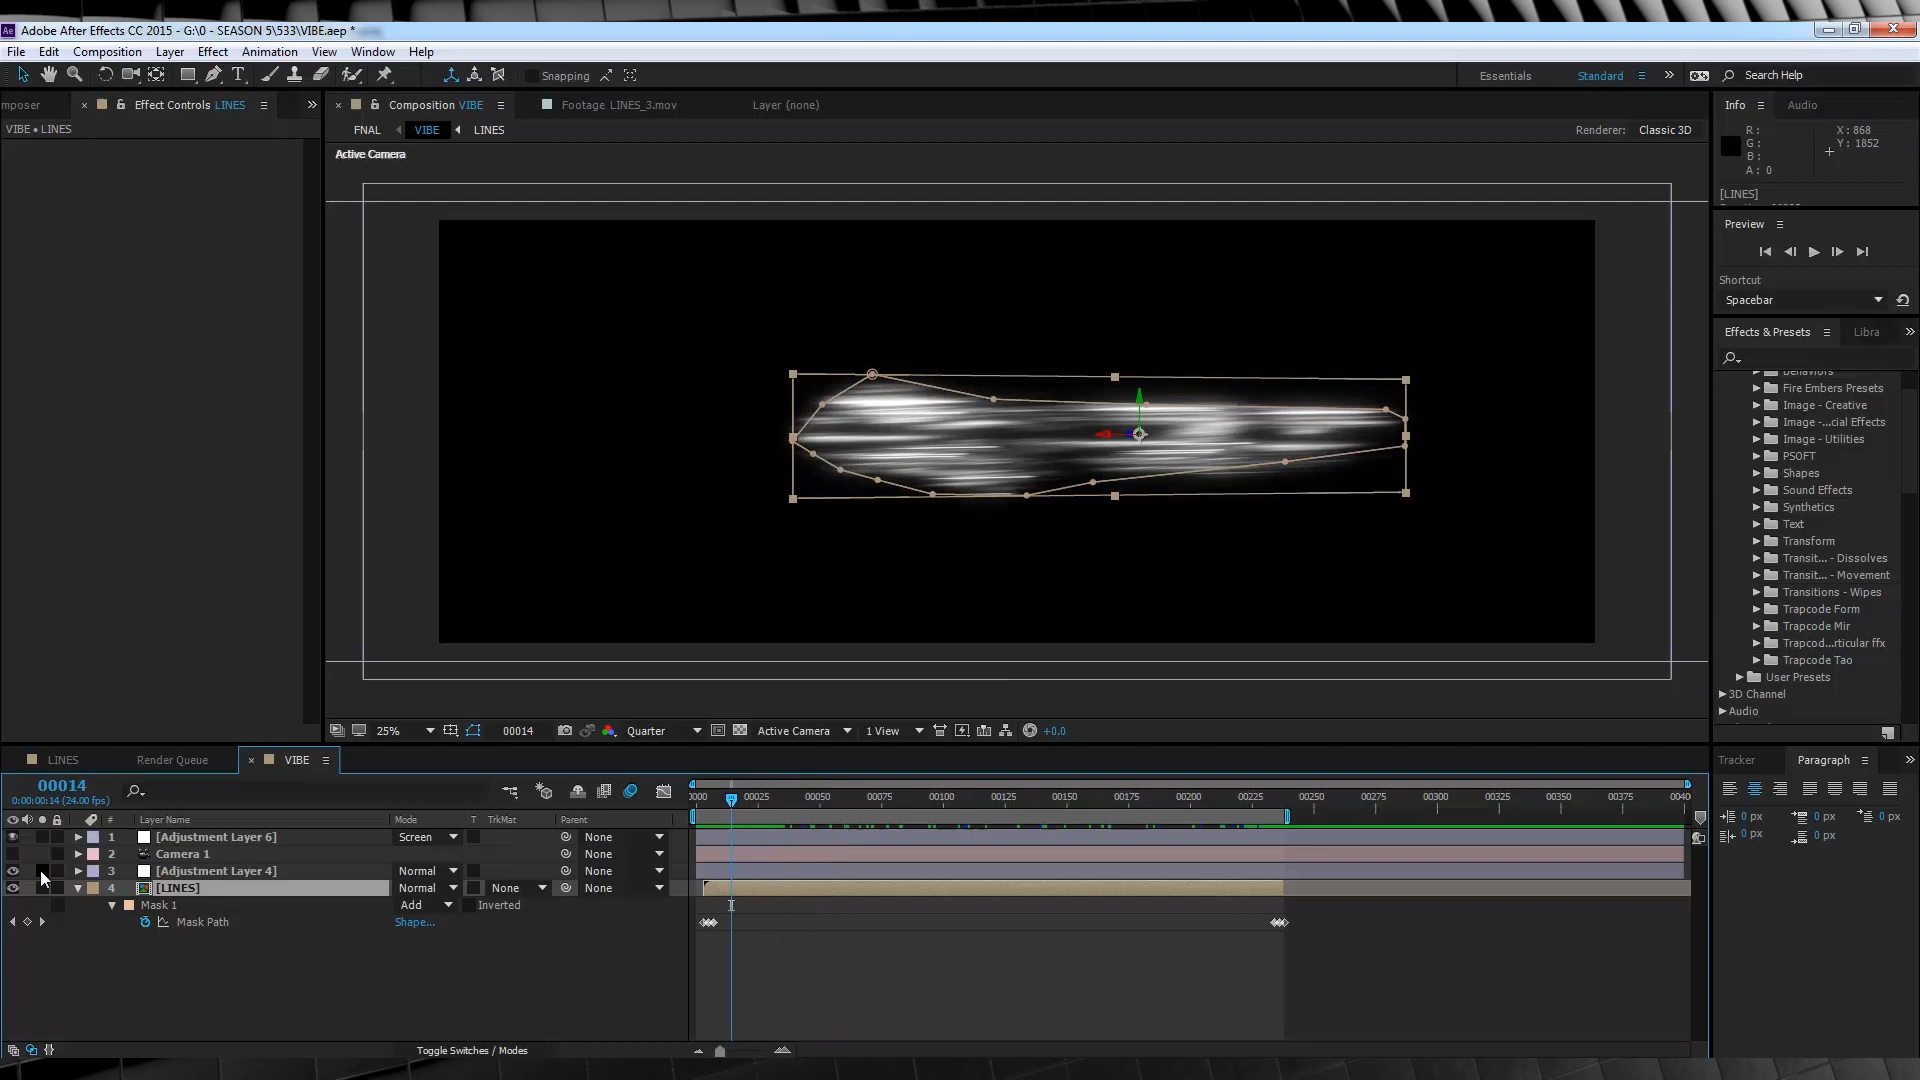 Adobe After Effects CC 2015 - G:\0 - SEASON 5\533\VIBE.aep *
File Edit Composition Layer Effect Animation View Window Help
Snapping Essentials Standard Search Help
mposer Effect Controls LINES Composition VIBE Footage LINES_3.mov Layer (none) Info Audio
VIBE • LINES FNAL VIBE LINES Renderer: Classic 3D
Active Camera
R: X: 868
G: Y: 1852
B:
A: 0
[LINES]
Preview
Shortcut
Spacebar
Effects & Presets Libra
Behaviors
Fire Embers Presets
Image - Creative
Image -...cial Effects
Image - Utilities
PSOFT
Shapes
Sound Effects
Synthetics
Text
Transform
Transit... - Dissolves
Transit... - Movement
Transitions - Wipes
Trapcode Form
Trapcode Mir
Trapcod...rticular ffx
Trapcode Tao
User Presets
3D Channel
Audio
25% 00014 Quarter Active Camera 1 View +0.0
LINES Render Queue VIBE
Tracker Paragraph
00014
0:00:00:14 (24.00 fps)
0000 00025 00050 00075 00100 00125 00150 00175 00200 00225 00250 00275 00300 00325 00350 00375 0040
# Layer Name Mode T TrkMat Parent
1 [Adjustment Layer 6] Screen None
2 Camera 1 None
3 [Adjustment Layer 4] Normal None
4 [LINES] Normal None None
Mask 1 Add Inverted
Mask Path Shape...
0 px 0 px 0 px
0 px 0 px
Toggle Switches / Modes